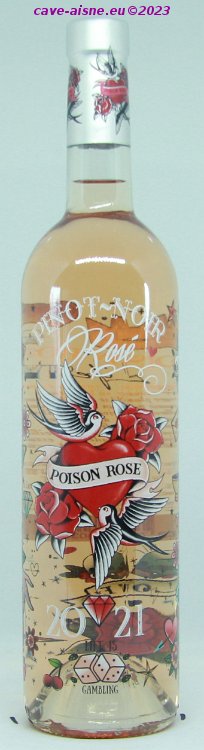 cave-aisne.eu©2023
PINOT~NOIR
Rosé
POISON ROSE
20 21
GAMBLING